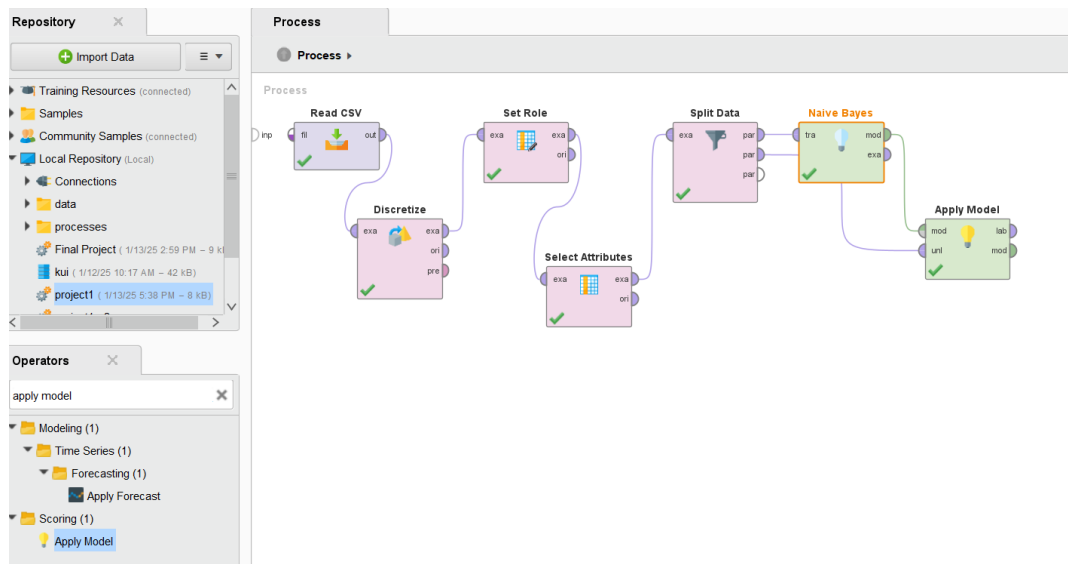 Repository
Import Data
Training Resources (connected)
Samples
Community Samples (connected)
Local Repository (Local)
Connections
data
processes
Final Project ( 1/13/25 2:59 PM – 9 k
kui ( 1/12/25 10:17 AM – 42 kB)
project1 ( 1/13/25 5:38 PM – 8 kB)
Operators
apply model
Modeling (1)
Time Series (1)
Forecasting (1)
Apply Forecast
Scoring (1)
Apply Model
Process
Process
Process
inp
Read CSV
fil out
Discretize
exa exa
ori
pre
Set Role
exa exa
ori
Select Attributes
exa exa
ori
Split Data
exa par
par
par
Naive Bayes
tra mod
exa
Apply Model
mod lab
unl mod